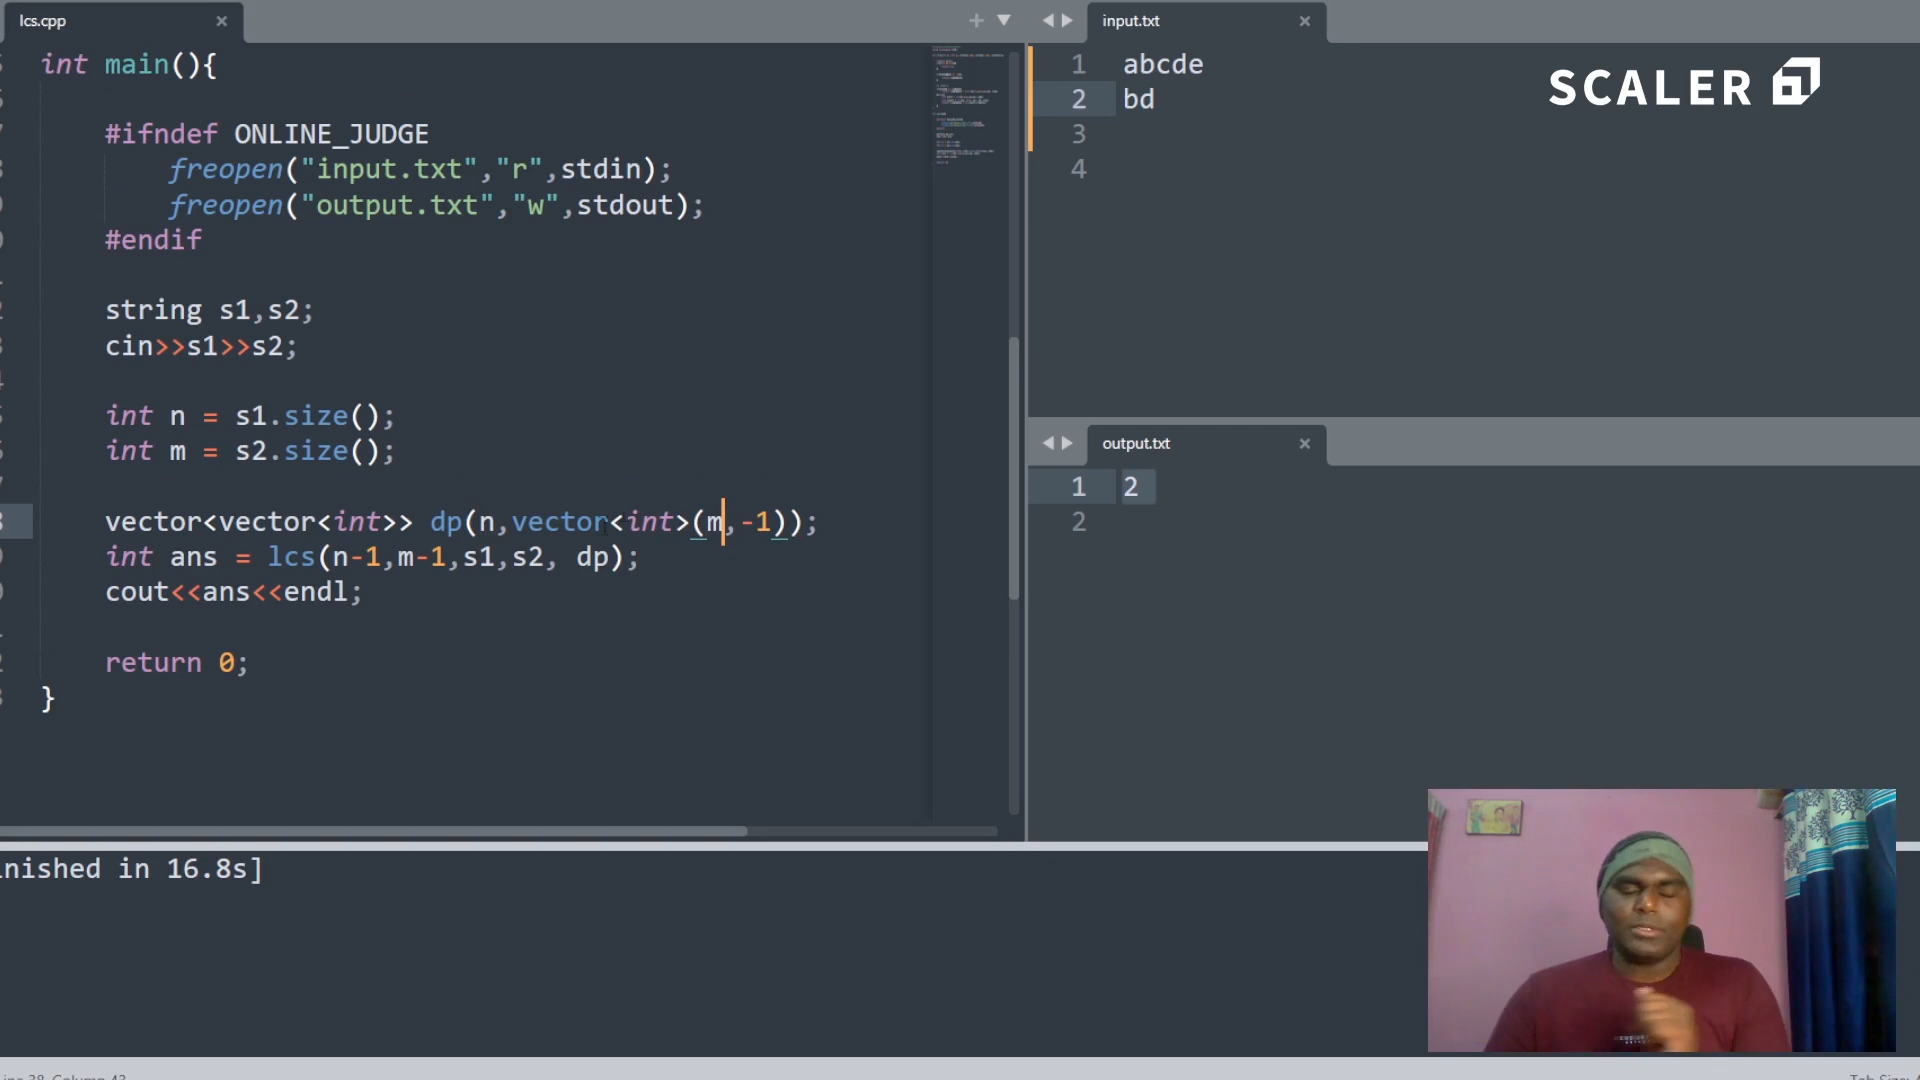 lcs.cpp
int main(){
#ifndef ONLINE_JUDGE
freopen("input.txt","r",stdin);
freopen("output.txt","w",stdout);
#endif
string s1,s2;
cin>>s1>>s2;
int n = s1.size();
int m = s2.size();
vector<vector<int>> dp(n,vector<int>(m,-1));
int ans = lcs(n-1,m-1,s1,s2, dp);
cout<<ans<<endl;
return 0;
}
input.txt
1 abcde
2 bd
3
4
SCALER
output.txt
1 2
2
nished in 16.8s]